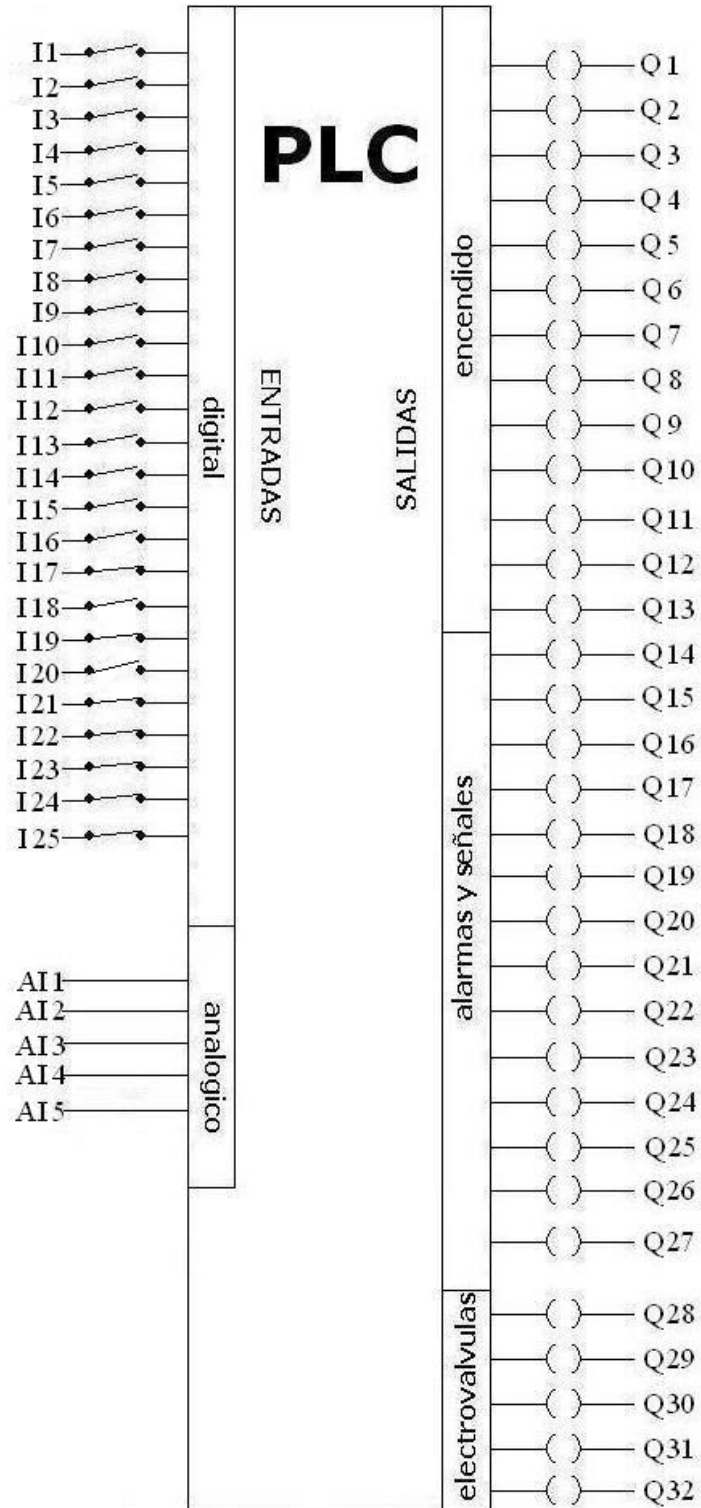 PLC
I1
I2
I3
I4
I5
I6
I7
I8
I9
I10
I11
I12
I13
I14
I15
I16
I17
I18
I19
I20
I21
I22
I23
I24
I25
digital
ENTRADAS
AI1
AI2
AI3
AI4
AI5
analogico
SALIDAS
encendido
Q1
Q2
Q3
Q4
Q5
Q6
Q7
Q8
Q9
Q10
Q11
Q12
Q13
alarmas y señales
Q14
Q15
Q16
Q17
Q18
Q19
Q20
Q21
Q22
Q23
Q24
Q25
Q26
Q27
electrovalvulas
Q28
Q29
Q30
Q31
Q32